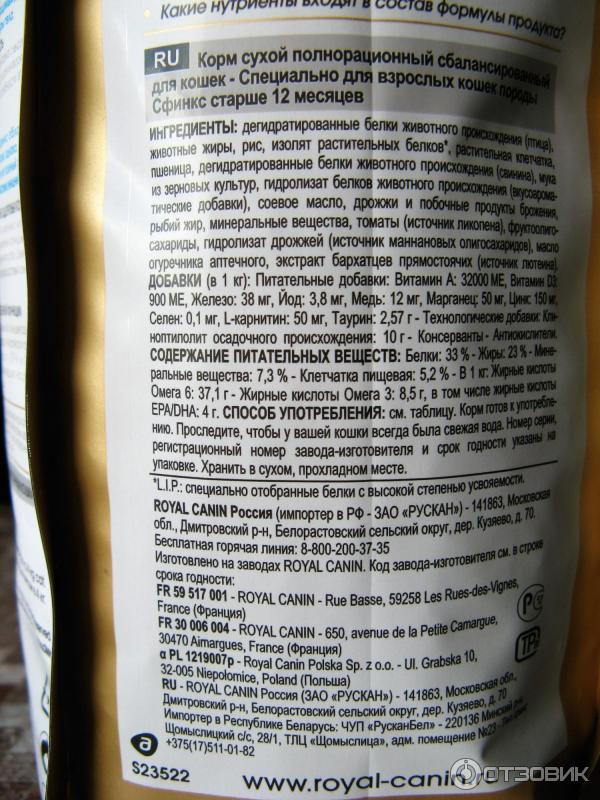 Какие нутриенты входят в состав формулы продукта?
RU Корм сухой полнорационный сбалансированный
для кошек - Специально для взрослых кошек породы
Сфинкс старше 12 месяцев
ИНГРЕДИЕНТЫ: дегидратированные белки животного происхождения (птица),
животные жиры, рис, изолят растительных белков*, растительная клетчатка,
пшеница, дегидратированные белки животного происхождения (свинина), мука
из зерновых культур, гидролизат белков животного происхождения (вкусоарома-
тические добавки), соевое масло, дрожжи и побочные продукты брожения,
рыбий жир, минеральные вещества, томаты (источник ликопена), фруктоолиго-
сахариды, гидролизат дрожжей (источник маннановых олигосахаридов), масло
огуречника аптечного, экстракт бархатцев прямостоячих (источник лютеина).
ДОБАВКИ (в 1 кг): Питательные добавки: Витамин А: 32000 МЕ, Витамин D3:
900 МЕ, Железо: 38 мг, Йод: 3,8 мг, Медь: 12 мг, Марганец: 50 мг, Цинк: 150 мг,
Селен: 0,1 мг, L-карнитин: 50 мг, Таурин: 2,57 г - Технологические добавки: Кли-
ноптилолит осадочного происхождения: 10 г - Консерванты - Антиокислители.
СОДЕРЖАНИЕ ПИТАТЕЛЬНЫХ ВЕЩЕСТВ: Белки: 33 % - Жиры: 23 % - Мине-
ральные вещества: 7,3 % - Клетчатка пищевая: 5,2 % - В 1 кг: Жирные кислоты
Омега 6: 37,1 г - Жирные кислоты Омега 3: 8,5 г, в том числе жирные кислоты
EPA/DHA: 4 г. СПОСОБ УПОТРЕБЛЕНИЯ: см. таблицу. Корм готов к употребле-
нию. Проследите, чтобы у вашей кошки всегда была свежая вода. Номер серии,
регистрационный номер завода-изготовителя и срок годности указаны на
упаковке. Хранить в сухом, прохладном месте.
*L.I.P.: специально отобранные белки с высокой степенью усвояемости.
ROYAL CANIN Россия (импортер в РФ - ЗАО «РУСКАН») - 141863, Московская
обл., Дмитровский р-н, Белорастовский сельский округ, дер. Кузяево, д. 70.
Бесплатная горячая линия: 8-800-200-37-35
Изготовлено на заводах ROYAL CANIN. Код завода-изготовителя см. в строке
срока годности:
FR 59 517 001 - ROYAL CANIN - Rue Basse, 59258 Les Rues-des-Vignes,
France (Франция)
FR 30 006 004 - ROYAL CANIN - 650, avenue de la Petite Camargue,
30470 Aimargues, France (Франция)
α PL 1219007p - Royal Canin Polska Sp. z o.o. - Ul. Grabska 10,
32-005 Niepołomice, Poland (Польша)
RU - ROYAL CANIN Россия (ЗАО «РУСКАН») - 141863, Московская обл.,
Дмитровский р-н, Белорастовский сельский округ, дер. Кузяево, д. 70
Импортер в Республике Беларусь: ЧУП «РусканБел» - 220136 Минский р-н,
Щомыслицкий с/с, 28/1, ТЛЦ «Щомыслица», адм. помещение №23
+375(17)511-01-82
S23522
www.royal-canin.
ОТЗОВИК